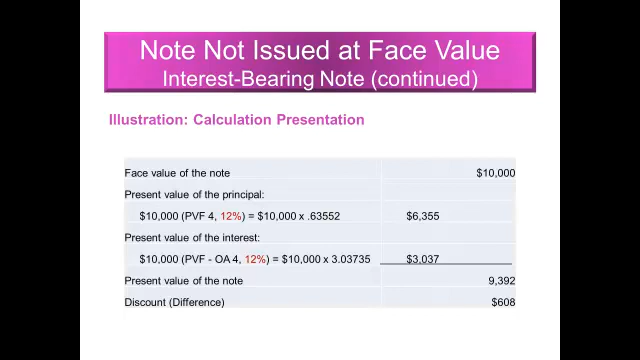 Note Not Issued at Face Value
Interest-Bearing Note (continued)
Illustration: Calculation Presentation
Face value of the note $10,000
Present value of the principal:
$10,000 (PVF 4, 12%) = $10,000 x .63552 $6,355
Present value of the interest:
$10,000 (PVF - OA 4, 12%) = $10,000 x 3.03735 $3,037
Present value of the note 9,392
Discount (Difference) $608